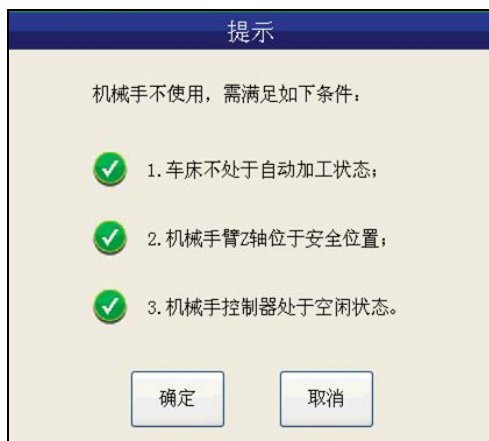 提示
机械手不使用，需满足如下条件：
1.车床不处于自动加工状态；
2.机械手臂Z轴位于安全位置；
3.机械手控制器处于空闲状态。
确定
取消